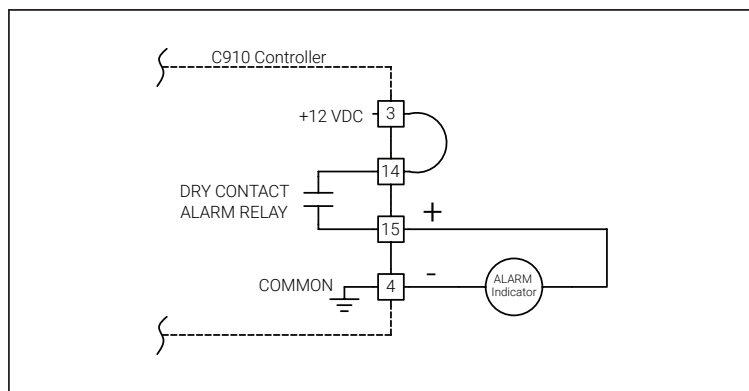 C910 Controller
+12 VDC
3
14
DRY CONTACT
ALARM RELAY
15
+
COMMON
4
-
ALARM
Indicator